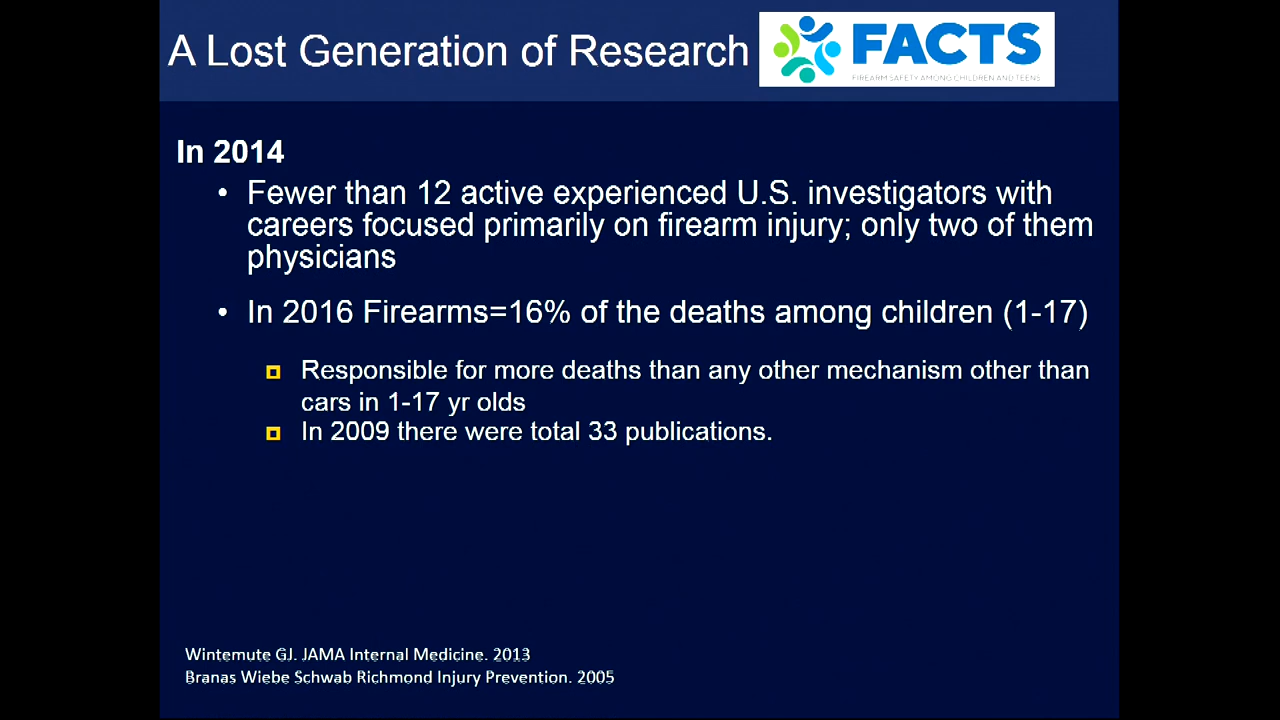 A Lost Generation of Research
FACTS
FIREARM SAFETY AMONG CHILDREN AND TEENS
In 2014
• Fewer than 12 active experienced U.S. investigators with
careers focused primarily on firearm injury; only two of them
physicians
• In 2016 Firearms=16% of the deaths among children (1-17)
Responsible for more deaths than any other mechanism other than
cars in 1-17 yr olds
In 2009 there were total 33 publications.
Wintemute GJ. JAMA Internal Medicine. 2013
Branas Wiebe Schwab Richmond Injury Prevention. 2005